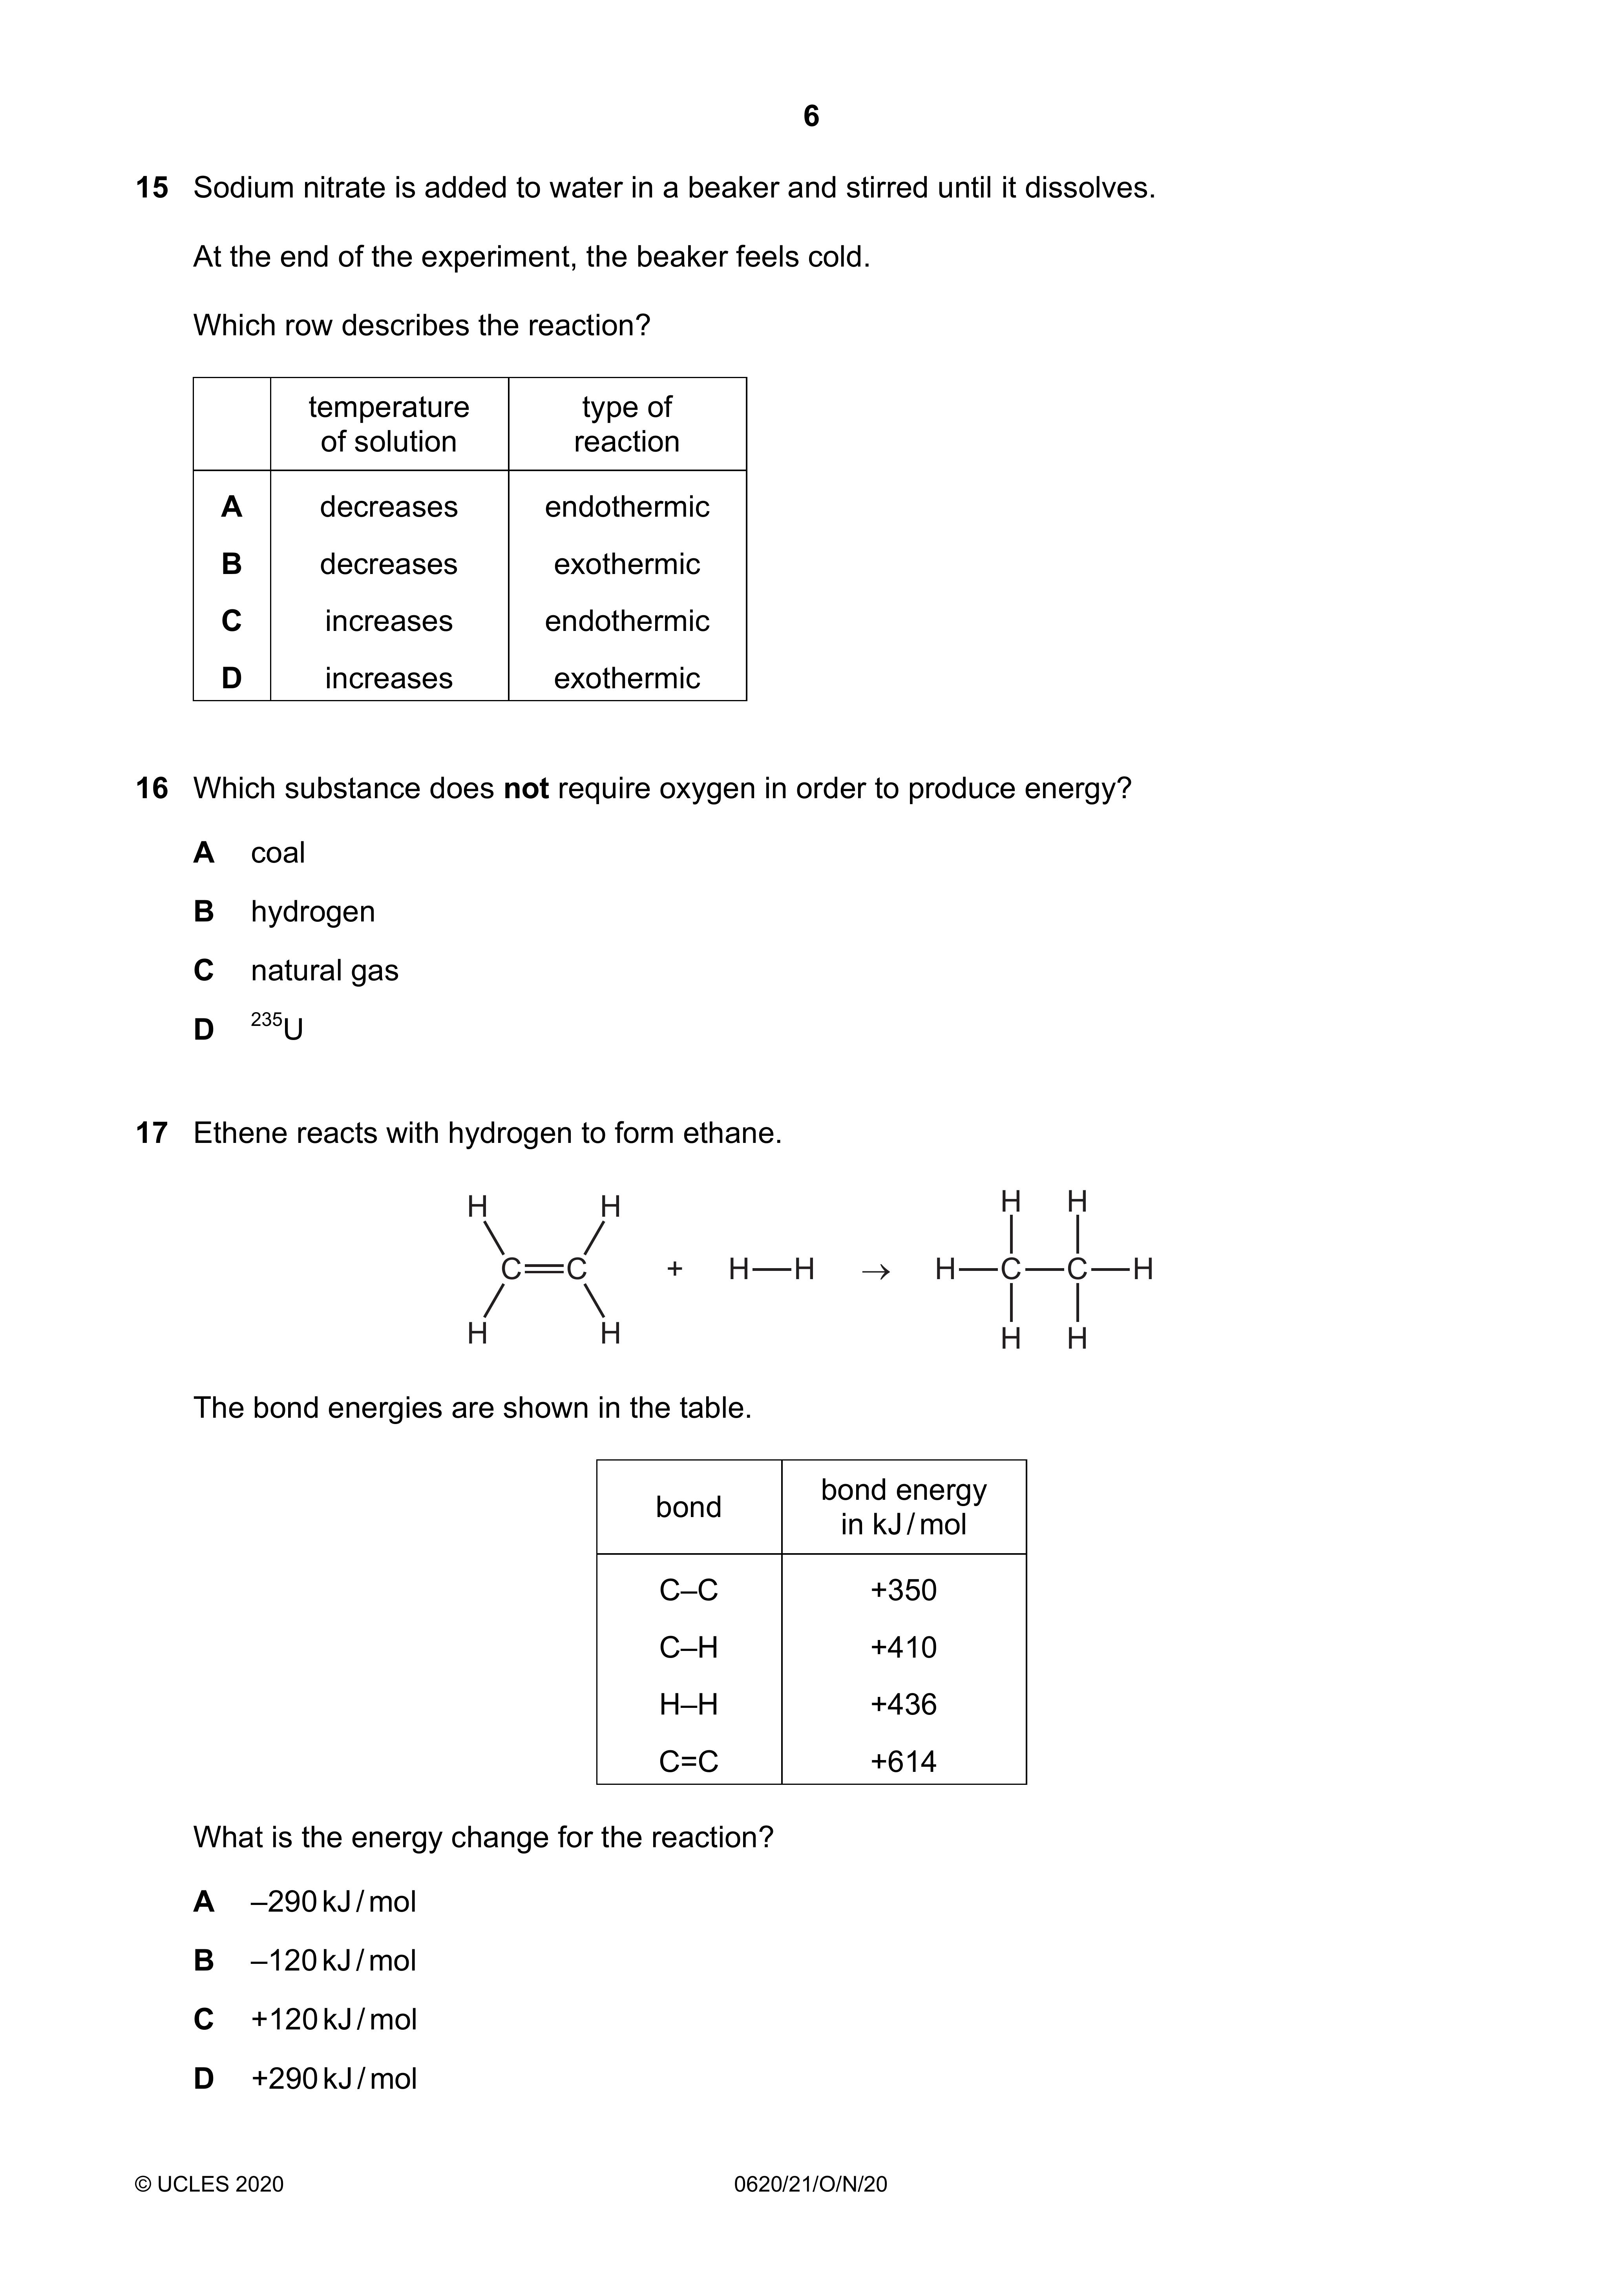 6
15 Sodium nitrate is added to water in a beaker and stirred until it dissolves.
At the end of the experiment, the beaker feels cold.
Which row describes the reaction?
temperature of solution type of reaction
A decreases endothermic
B decreases exothermic
C increases endothermic
D increases exothermic
16 Which substance does not require oxygen in order to produce energy?
A coal
B hydrogen
C natural gas
D ²³⁵U
17 Ethene reacts with hydrogen to form ethane.
H H H H
C=C + H—H → H—C—C—H
H H H H
The bond energies are shown in the table.
bond bond energy in kJ / mol
C–C +350
C–H +410
H–H +436
C=C +614
What is the energy change for the reaction?
A –290 kJ / mol
B –120 kJ / mol
C +120 kJ / mol
D +290 kJ / mol
© UCLES 2020 0620/21/O/N/20